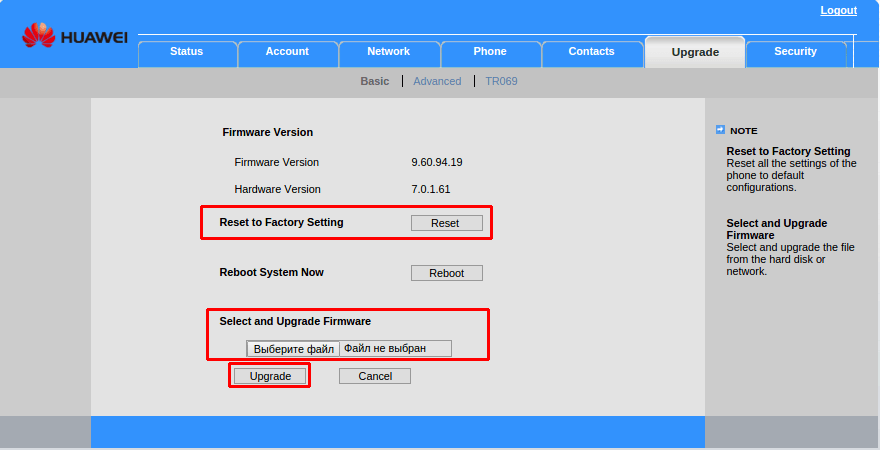 Logout
HUAWEI
Status Account Network Phone Contacts Upgrade Security
Basic Advanced TR069
Firmware Version
Firmware Version 9.60.94.19
Hardware Version 7.0.1.61
Reset to Factory Setting Reset
Reboot System Now Reboot
Select and Upgrade Firmware
Выберите файл Файл не выбран
Upgrade Cancel
NOTE
Reset to Factory Setting
Reset all the settings of the
phone to default
configurations.
Select and Upgrade
Firmware
Select and upgrade the file
from the hard disk or
network.